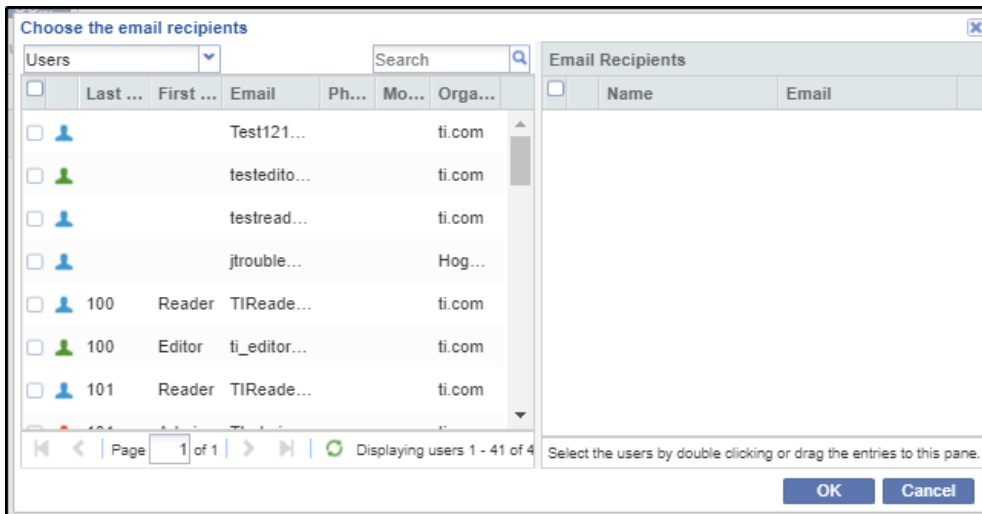 Choose the email recipients
Users Search
Last ... First ... Email Ph... Mo... Orga...
Test121... ti.com
testedito... ti.com
testread... ti.com
jtrouble... Hog...
100 Reader TIReade... ti.com
100 Editor ti_editor... ti.com
101 Reader TIReade... ti.com
Page 1 of 1 Displaying users 1 - 41 of 4
Email Recipients
Name Email
Select the users by double clicking or drag the entries to this pane.
OK Cancel